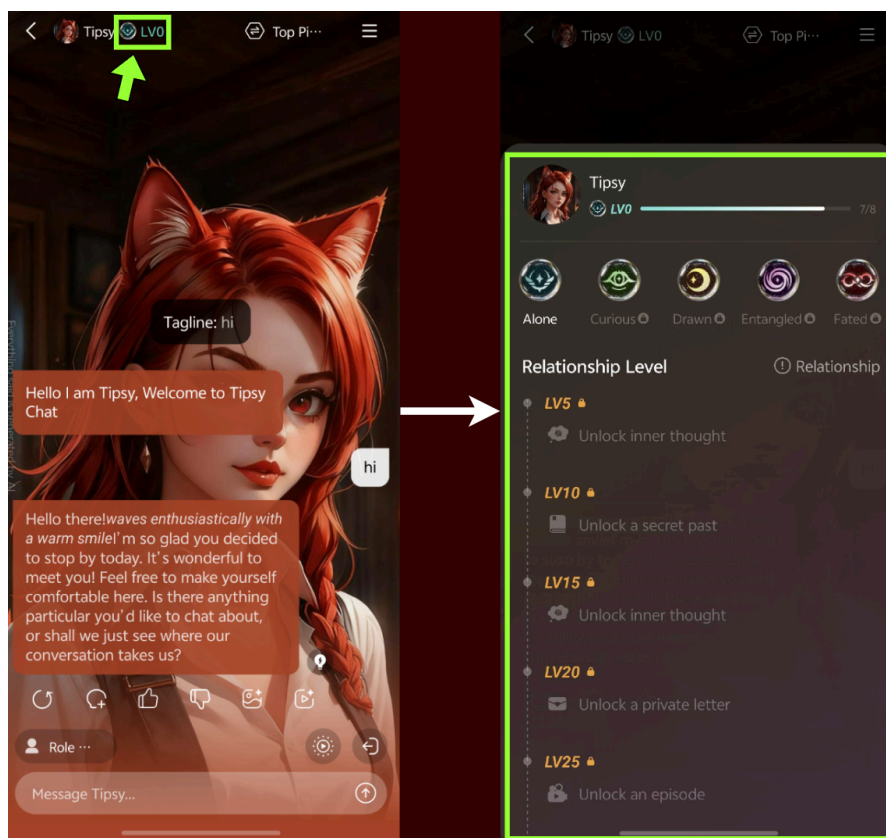 Tipsy LV0 Top Pi...
Tagline: hi
Hello I am Tipsy, Welcome to Tipsy
Chat
hi
Hello there!waves enthusiastically with
a warm smileI'm so glad you decided
to stop by today. It's wonderful to
meet you! Feel free to make yourself
comfortable here. Is there anything
particular you'd like to chat about,
or shall we just see where our
conversation takes us?
Role ...
Message Tipsy...
Tipsy LV0 Top Pi...
Tipsy
LV0 7/8
Alone Curious Drawn Entangled Fated
Relationship Level Relationship
LV5
Unlock inner thought
hi
LV10
Unlock a secret past
LV15
Unlock inner thought
LV20
Unlock a private letter
LV25
Unlock an episode